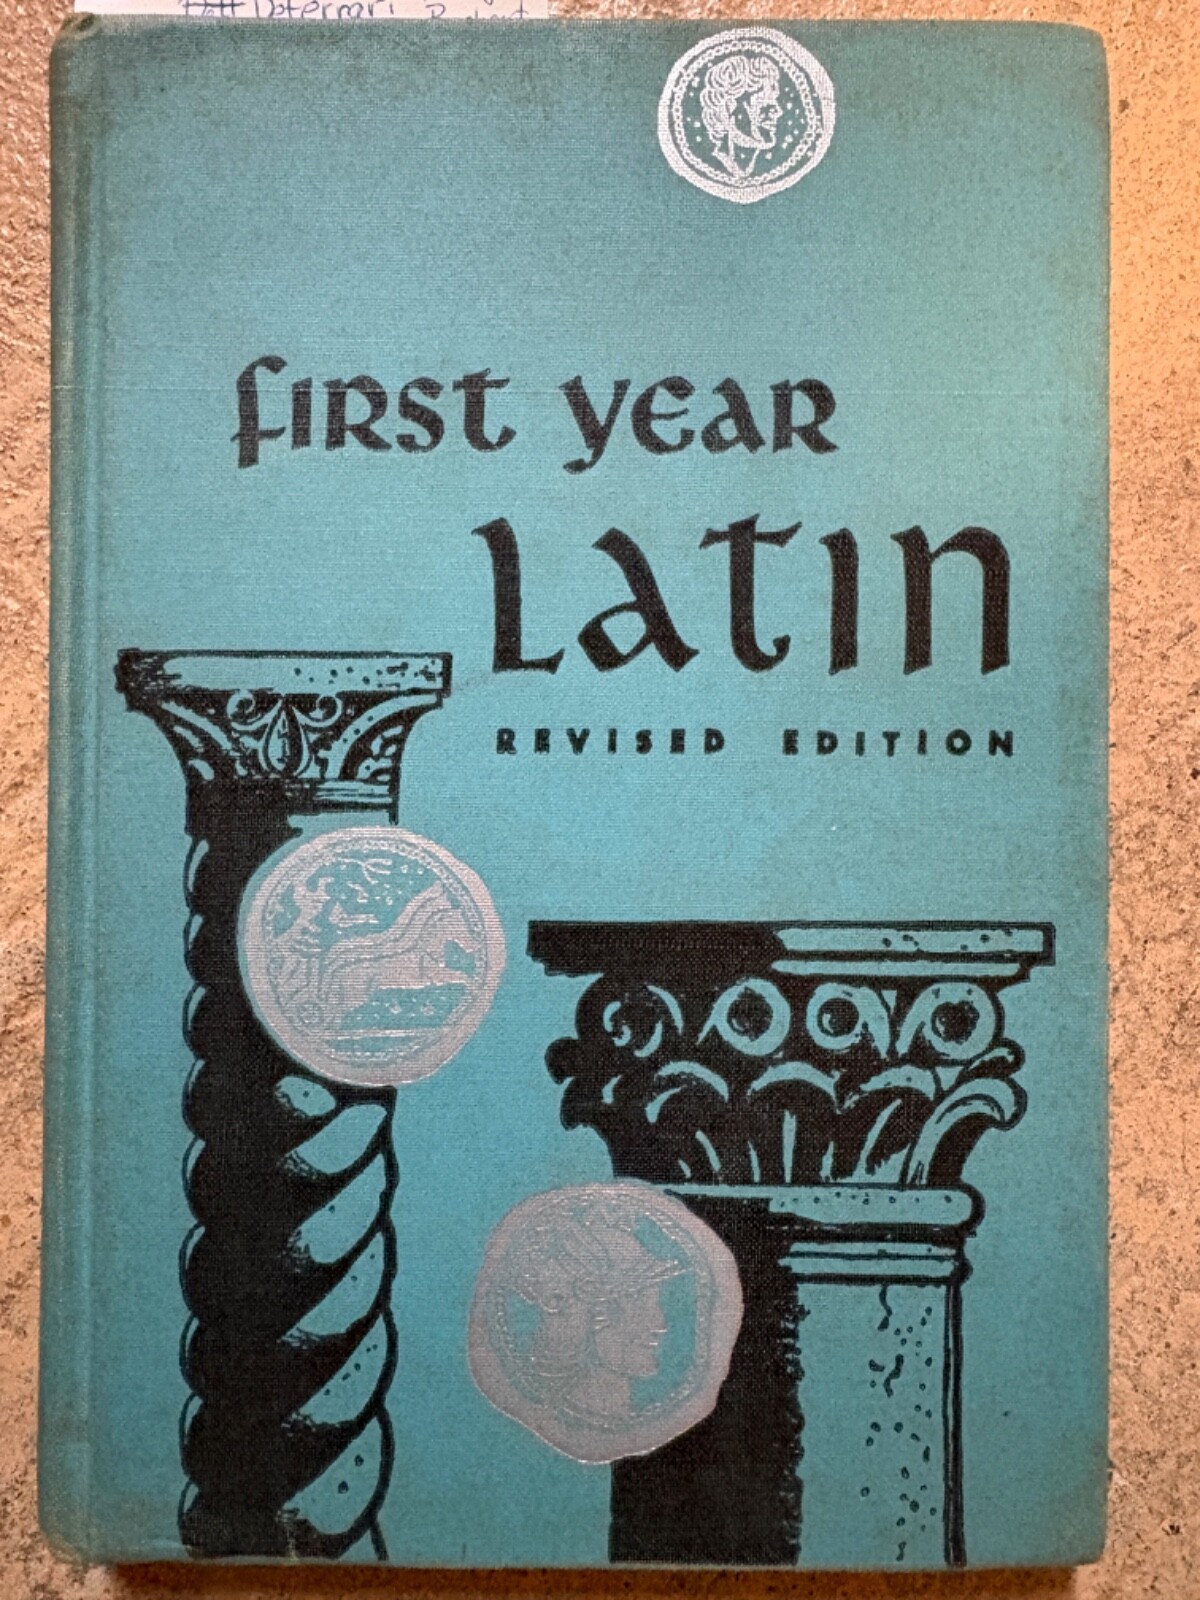 first year
Latin
REVISED EDITION